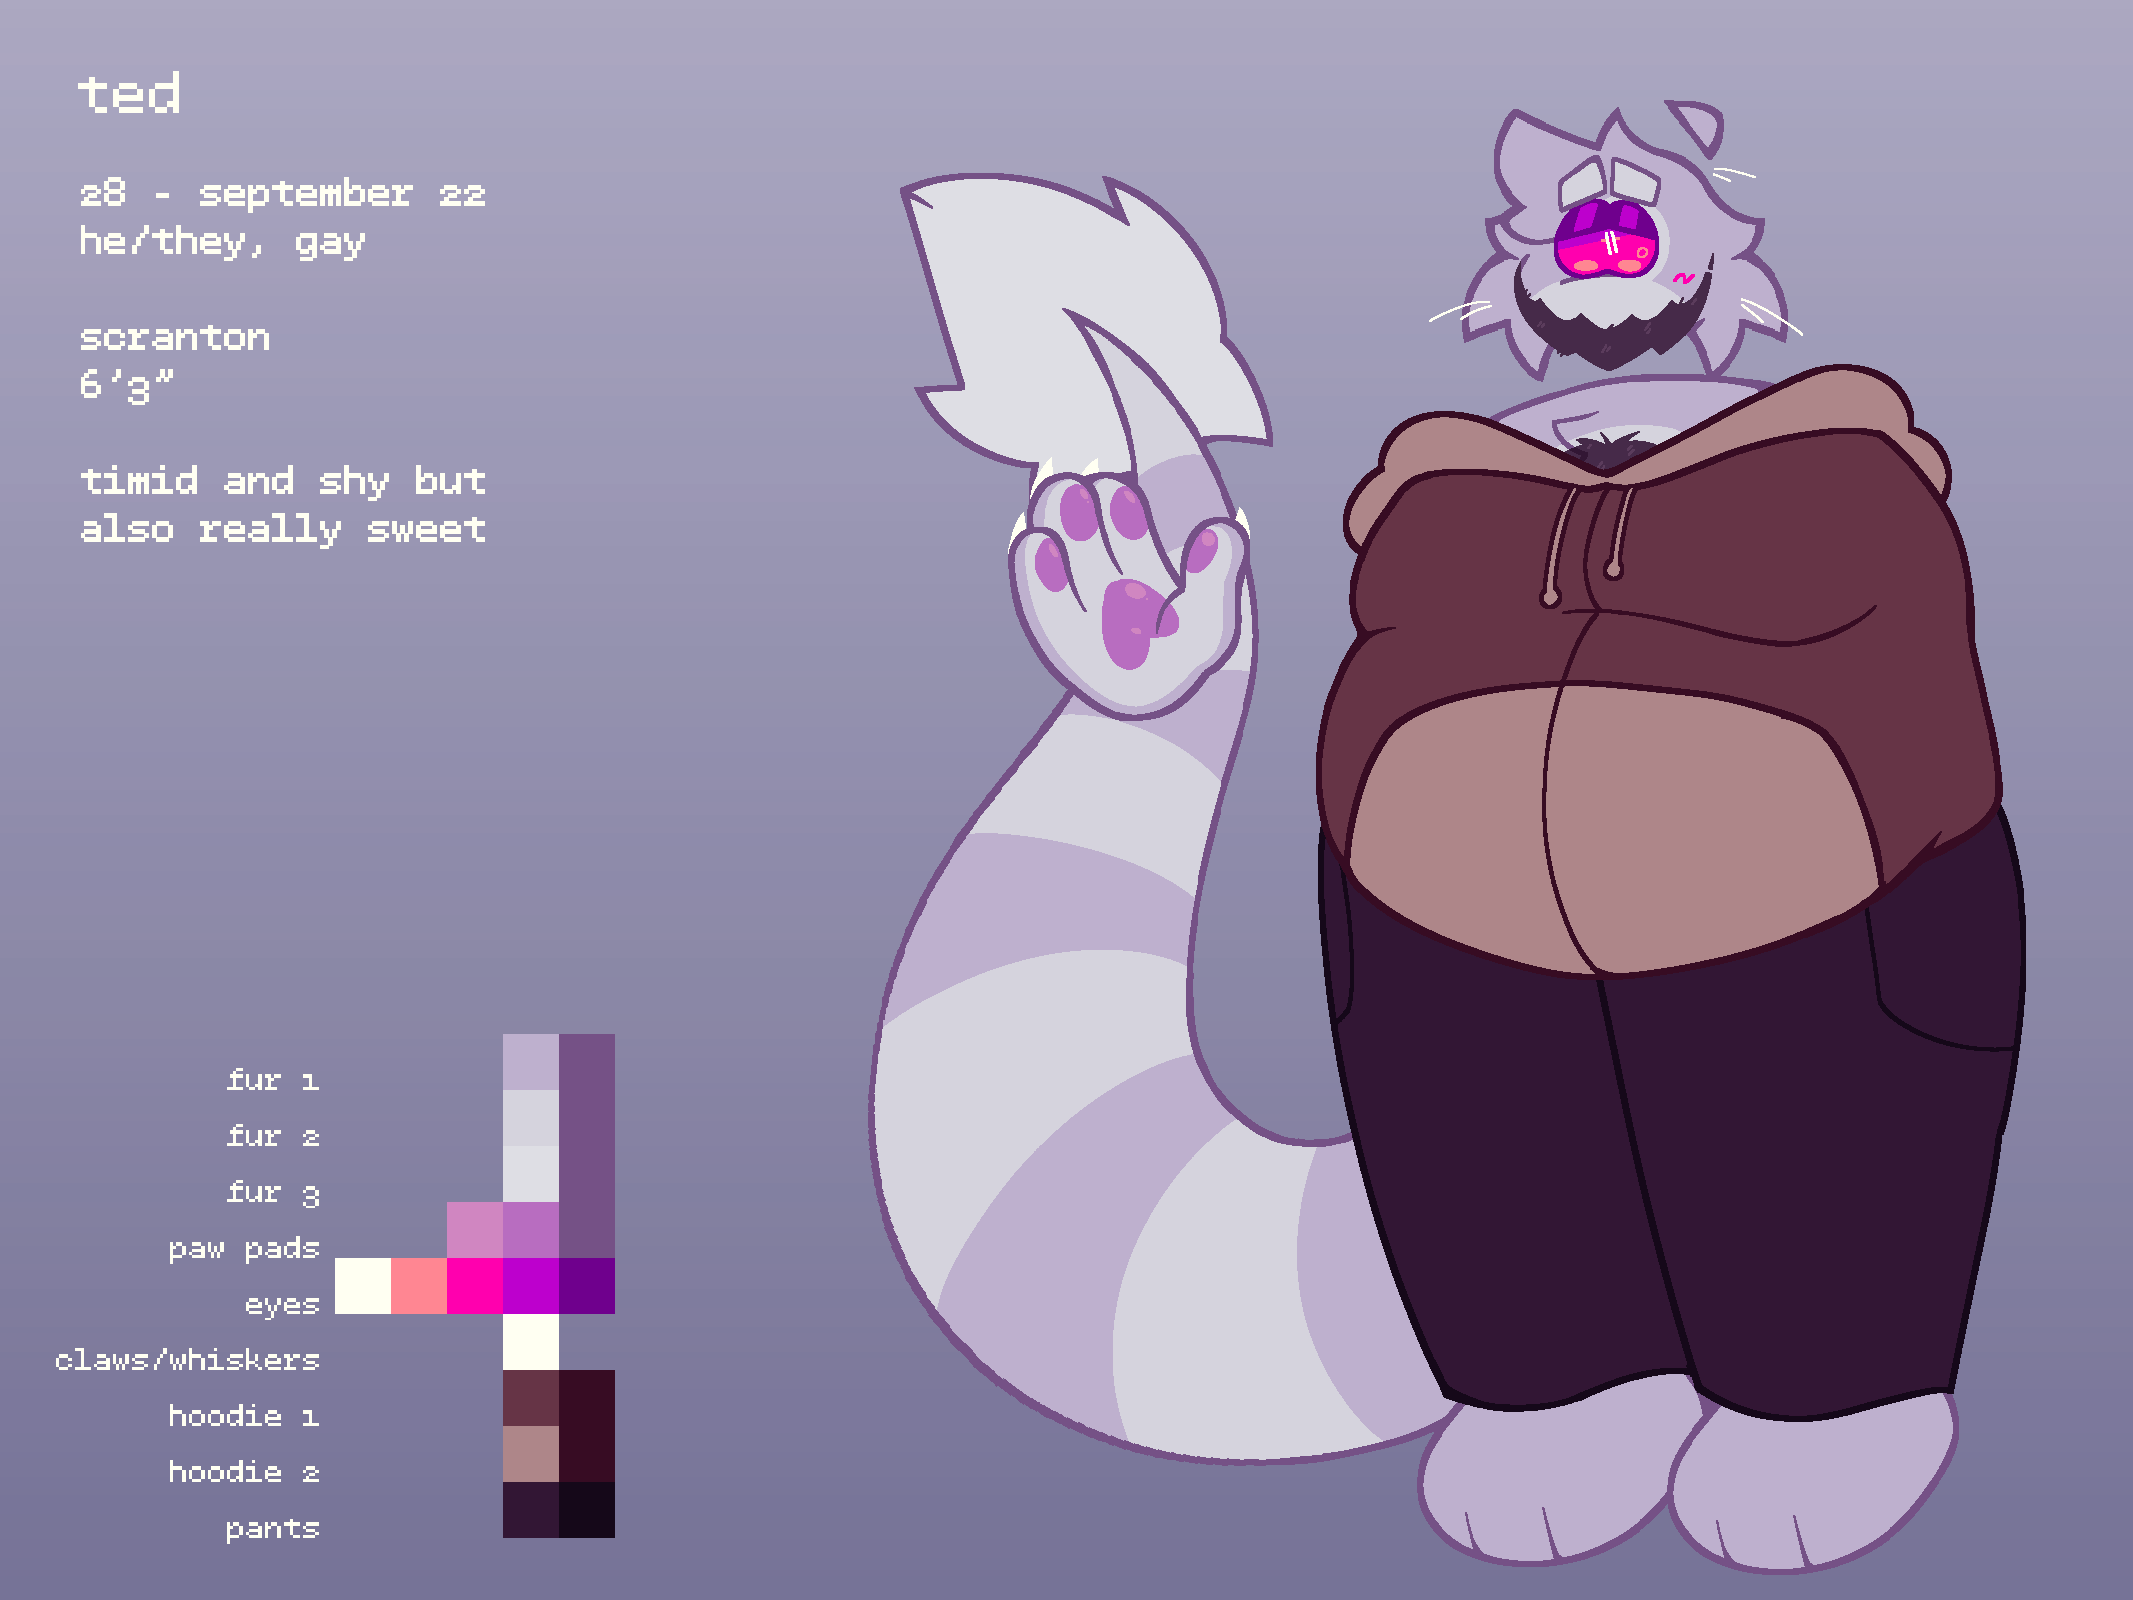 ted
28 - september 22
he/they, gay
scranton
6'3"
timid and shy but
also really sweet
fur 1
fur 2
fur 3
paw pads
eyes
claws/whiskers
hoodie 1
hoodie 2
pants